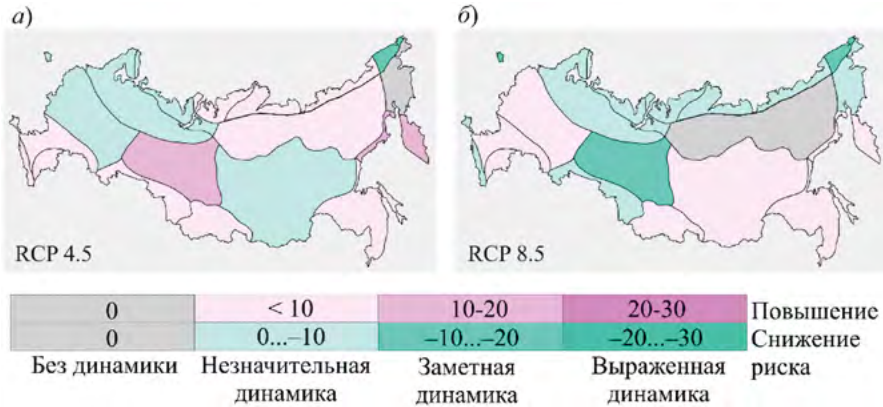 а) б)
RCP 4.5 RCP 8.5
0 < 10 10-20 20-30 Повышение
0 0...–10 –10...–20 –20...–30 Снижение
Без динамики Незначительная Заметная Выраженная риска
динамика динамика динамика